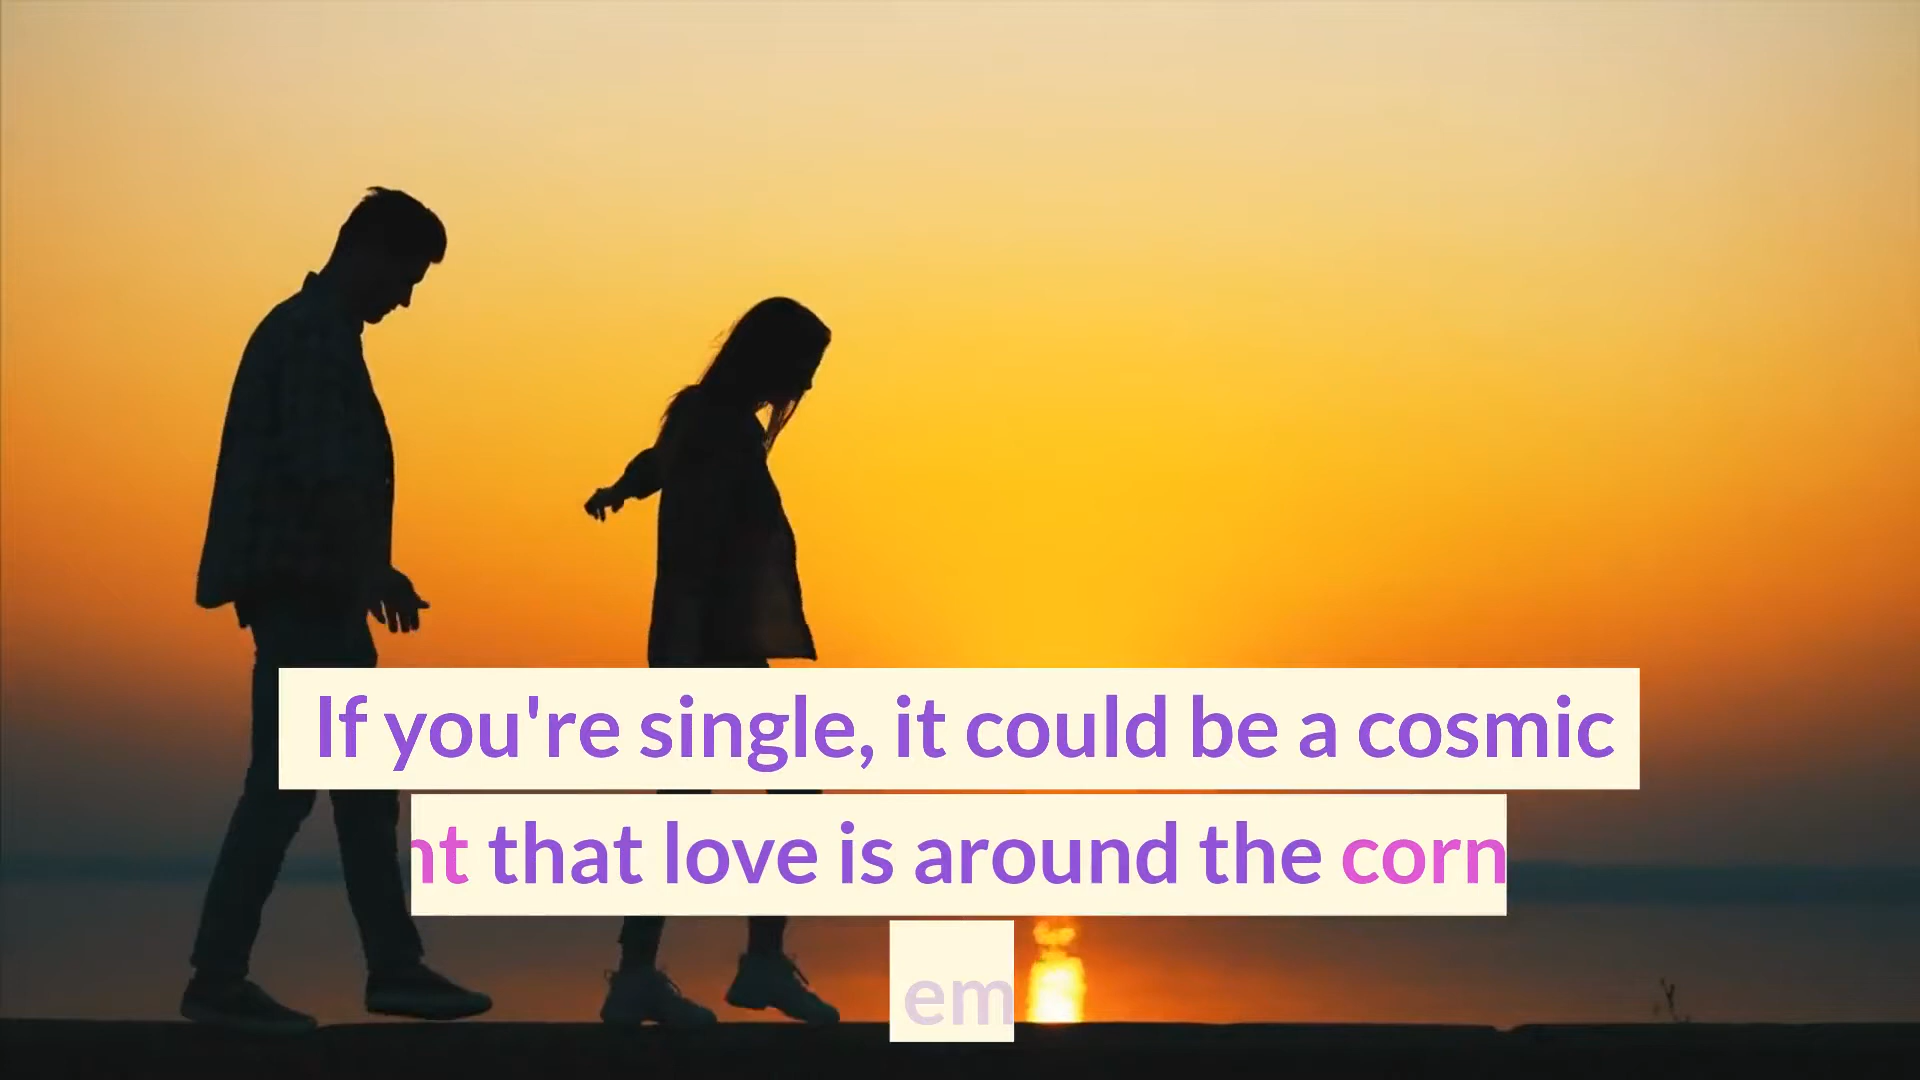 If you're single, it could be a cosmic
nt that love is around the corn
em